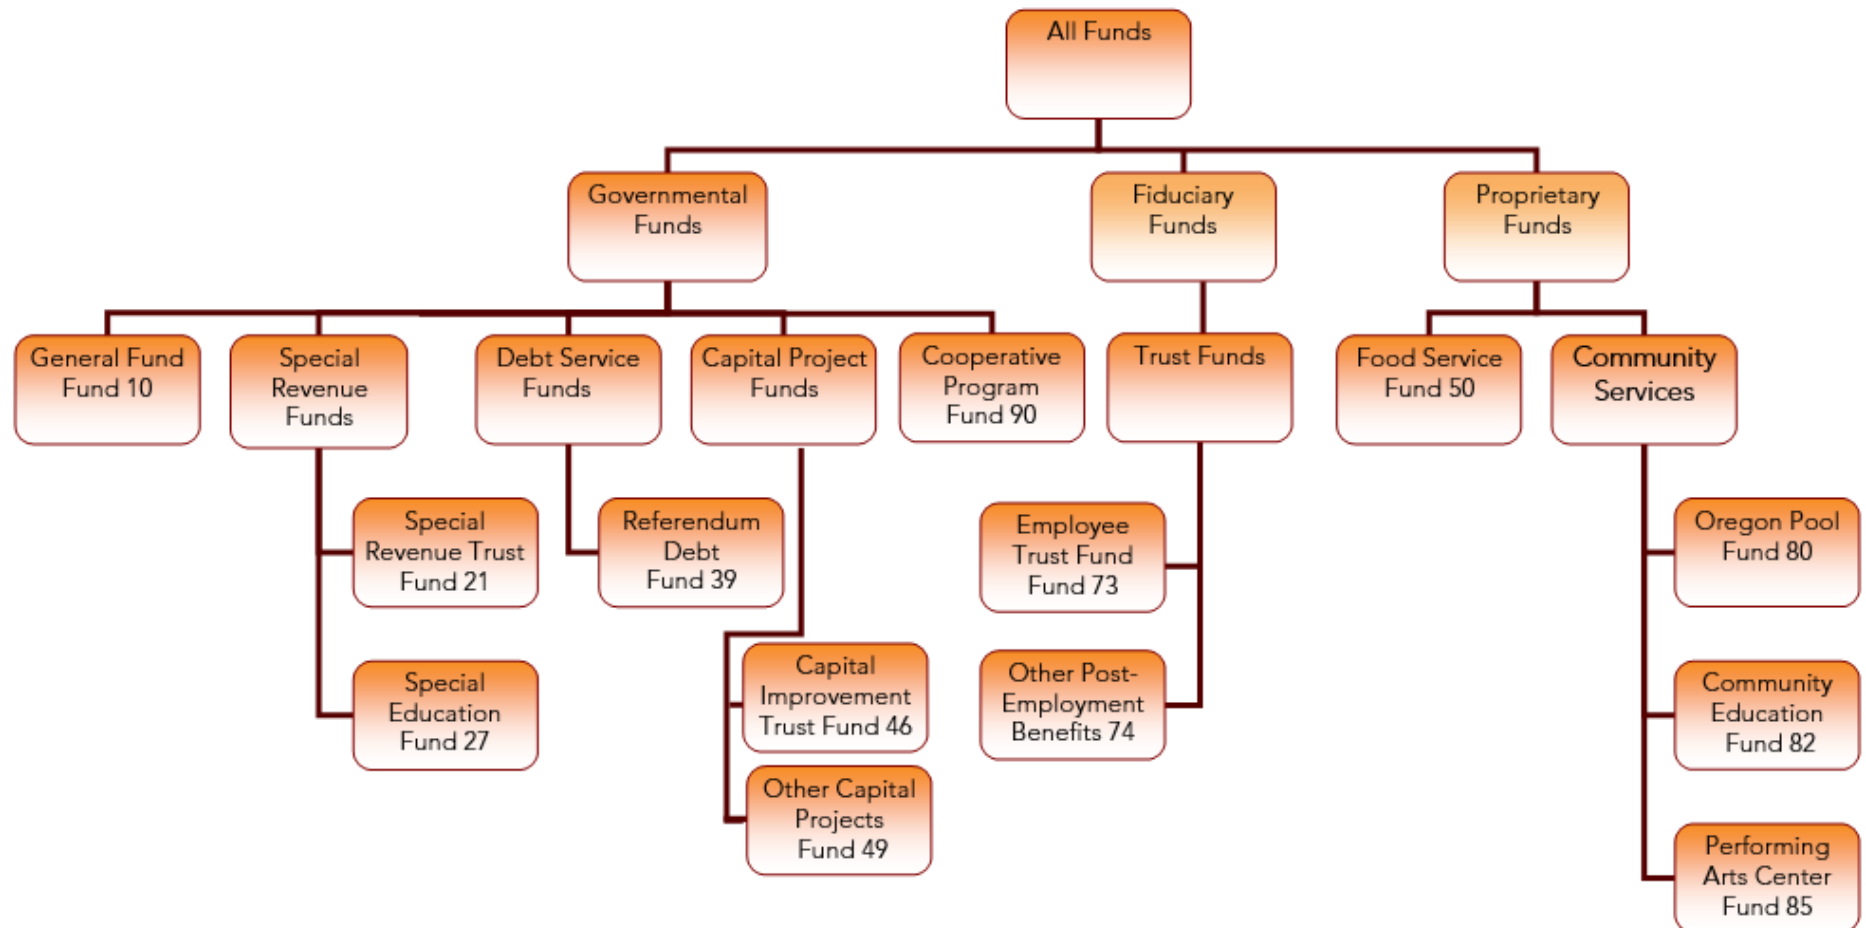 All Funds
Governmental
Funds
Fiduciary
Funds
Proprietary
Funds
General Fund
Fund 10
Special
Revenue
Funds
Debt Service
Funds
Capital Project
Funds
Cooperative
Program
Fund 90
Trust Funds
Food Service
Fund 50
Community
Services
Special
Revenue Trust
Fund 21
Referendum
Debt
Fund 39
Employee
Trust Fund
Fund 73
Oregon Pool
Fund 80
Special
Education
Fund 27
Capital
Improvement
Trust Fund 46
Other Post-
Employment
Benefits 74
Community
Education
Fund 82
Other Capital
Projects
Fund 49
Performing
Arts Center
Fund 85